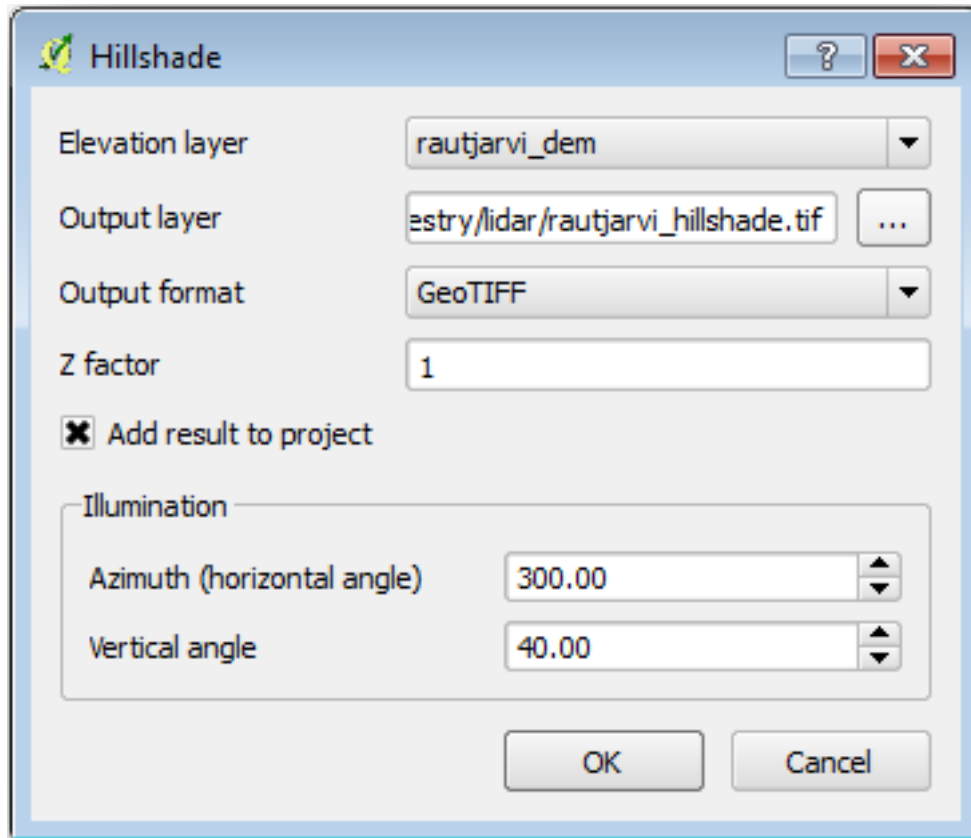 Hillshade
Elevation layer rautjarvi_dem
Output layer estry/lidar/rautjarvi_hillshade.tif ...
Output format GeoTIFF
Z factor 1
Add result to project
Illumination
Azimuth (horizontal angle) 300.00
Vertical angle 40.00
OK Cancel